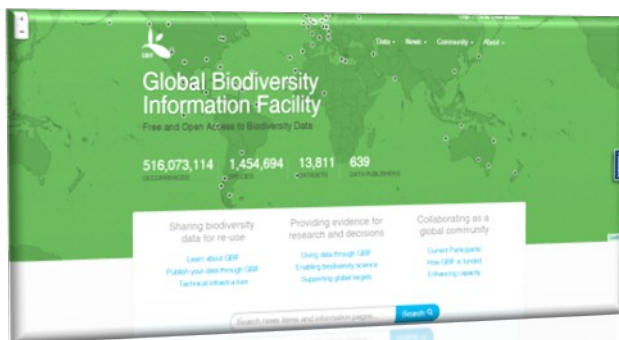 +
−
GBIF
Data News Community About
Global Biodiversity
Information Facility
Free and Open Access to Biodiversity Data
516,073,114 1,454,694 13,811 639
OCCURRENCES SPECIES DATASETS DATA PUBLISHERS
Sharing biodiversity
data for re-use
Learn about GBIF
Publish your data through GBIF
Technical infrastructure
Providing evidence for
research and decisions
Using data through GBIF
Enabling biodiversity science
Supporting global targets
Collaborating as a
global community
Current Participants
How GBIF is funded
Enhancing capacity
Search news items and information pages...
Search